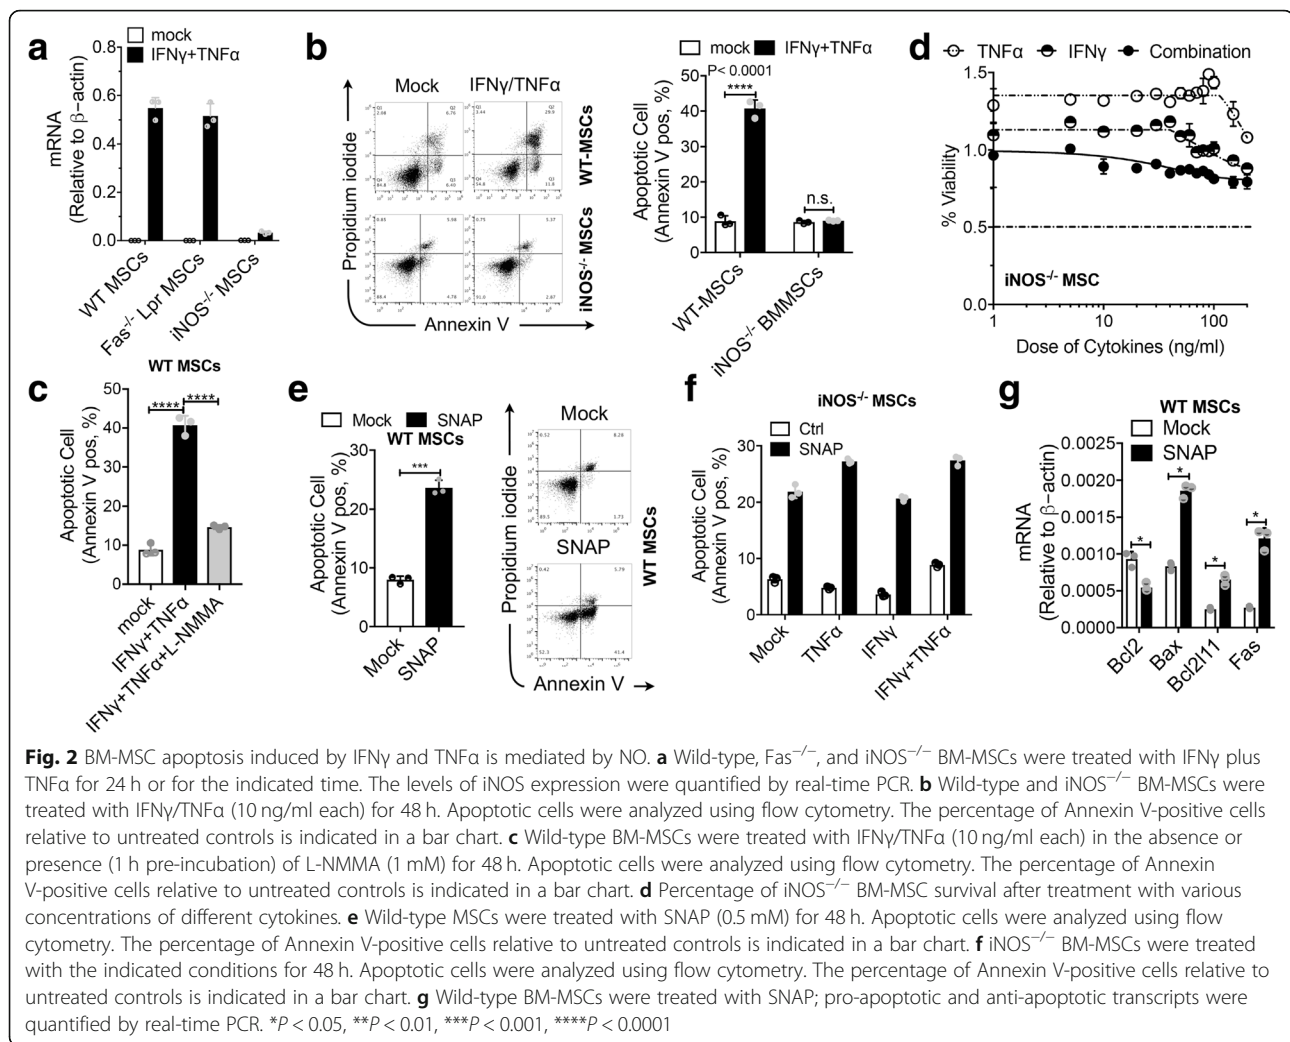 a
mock
IFNγ+TNFα
mRNA
(Relative to β−actin)
0.8
0.6
0.4
0.2
0.0
WT MSCs
Fas−/− Lpr MSCs
iNOS−/− MSCs
b
Mock
IFNγ/TNFα
Propidium iodide
Annexin V
WT-MSCs
iNOS−/− MSCs
mock
IFNγ+TNFα
P< 0.0001
****
n.s.
Apoptotic Cell
(Annexin V pos, %)
50
40
30
20
10
0
WT-MSCs
iNOS−/− BMMSCs
d
TNFα
IFNγ
Combination
% Viability
1.5
1.0
0.5
0.0
iNOS−/− MSC
1
10
100
Dose of Cytokines (ng/ml)
c
WT MSCs
****
****
Apoptotic Cell
(Annexin V pos, %)
50
40
30
20
10
0
mock
IFNγ+TNFα
IFNγ+TNFα+L-NMMA
e
Mock
SNAP
WT MSCs
***
Apoptotic Cell
(Annexin V pos, %)
30
20
10
0
Mock
SNAP
Mock
SNAP
Propidium iodide
Annexin V
WT MSCs
f
iNOS−/− MSCs
Ctrl
SNAP
Apoptotic Cell
(Annexin V pos, %)
30
20
10
0
Mock
TNFα
IFNγ
IFNγ+TNFα
g
WT MSCs
Mock
SNAP
mRNA
(Relative to β−actin)
0.0025
0.0020
0.0015
0.0010
0.0005
0.0000
*
*
*
*
Bcl2
Bax
Bcl2l11
Fas
Fig. 2 BM-MSC apoptosis induced by IFNγ and TNFα is mediated by NO. a Wild-type, Fas−/−, and iNOS−/− BM-MSCs were treated with IFNγ plus
TNFα for 24 h or for the indicated time. The levels of iNOS expression were quantified by real-time PCR. b Wild-type and iNOS−/− BM-MSCs were
treated with IFNγ/TNFα (10 ng/ml each) for 48 h. Apoptotic cells were analyzed using flow cytometry. The percentage of Annexin V-positive cells
relative to untreated controls is indicated in a bar chart. c Wild-type BM-MSCs were treated with IFNγ/TNFα (10 ng/ml each) in the absence or
presence (1 h pre-incubation) of L-NMMA (1 mM) for 48 h. Apoptotic cells were analyzed using flow cytometry. The percentage of Annexin
V-positive cells relative to untreated controls is indicated in a bar chart. d Percentage of iNOS−/− BM-MSC survival after treatment with various
concentrations of different cytokines. e Wild-type MSCs were treated with SNAP (0.5 mM) for 48 h. Apoptotic cells were analyzed using flow
cytometry. The percentage of Annexin V-positive cells relative to untreated controls is indicated in a bar chart. f iNOS−/− BM-MSCs were treated
with the indicated conditions for 48 h. Apoptotic cells were analyzed using flow cytometry. The percentage of Annexin V-positive cells relative to
untreated controls is indicated in a bar chart. g Wild-type BM-MSCs were treated with SNAP; pro-apoptotic and anti-apoptotic transcripts were
quantified by real-time PCR. *P < 0.05, **P < 0.01, ***P < 0.001, ****P < 0.0001